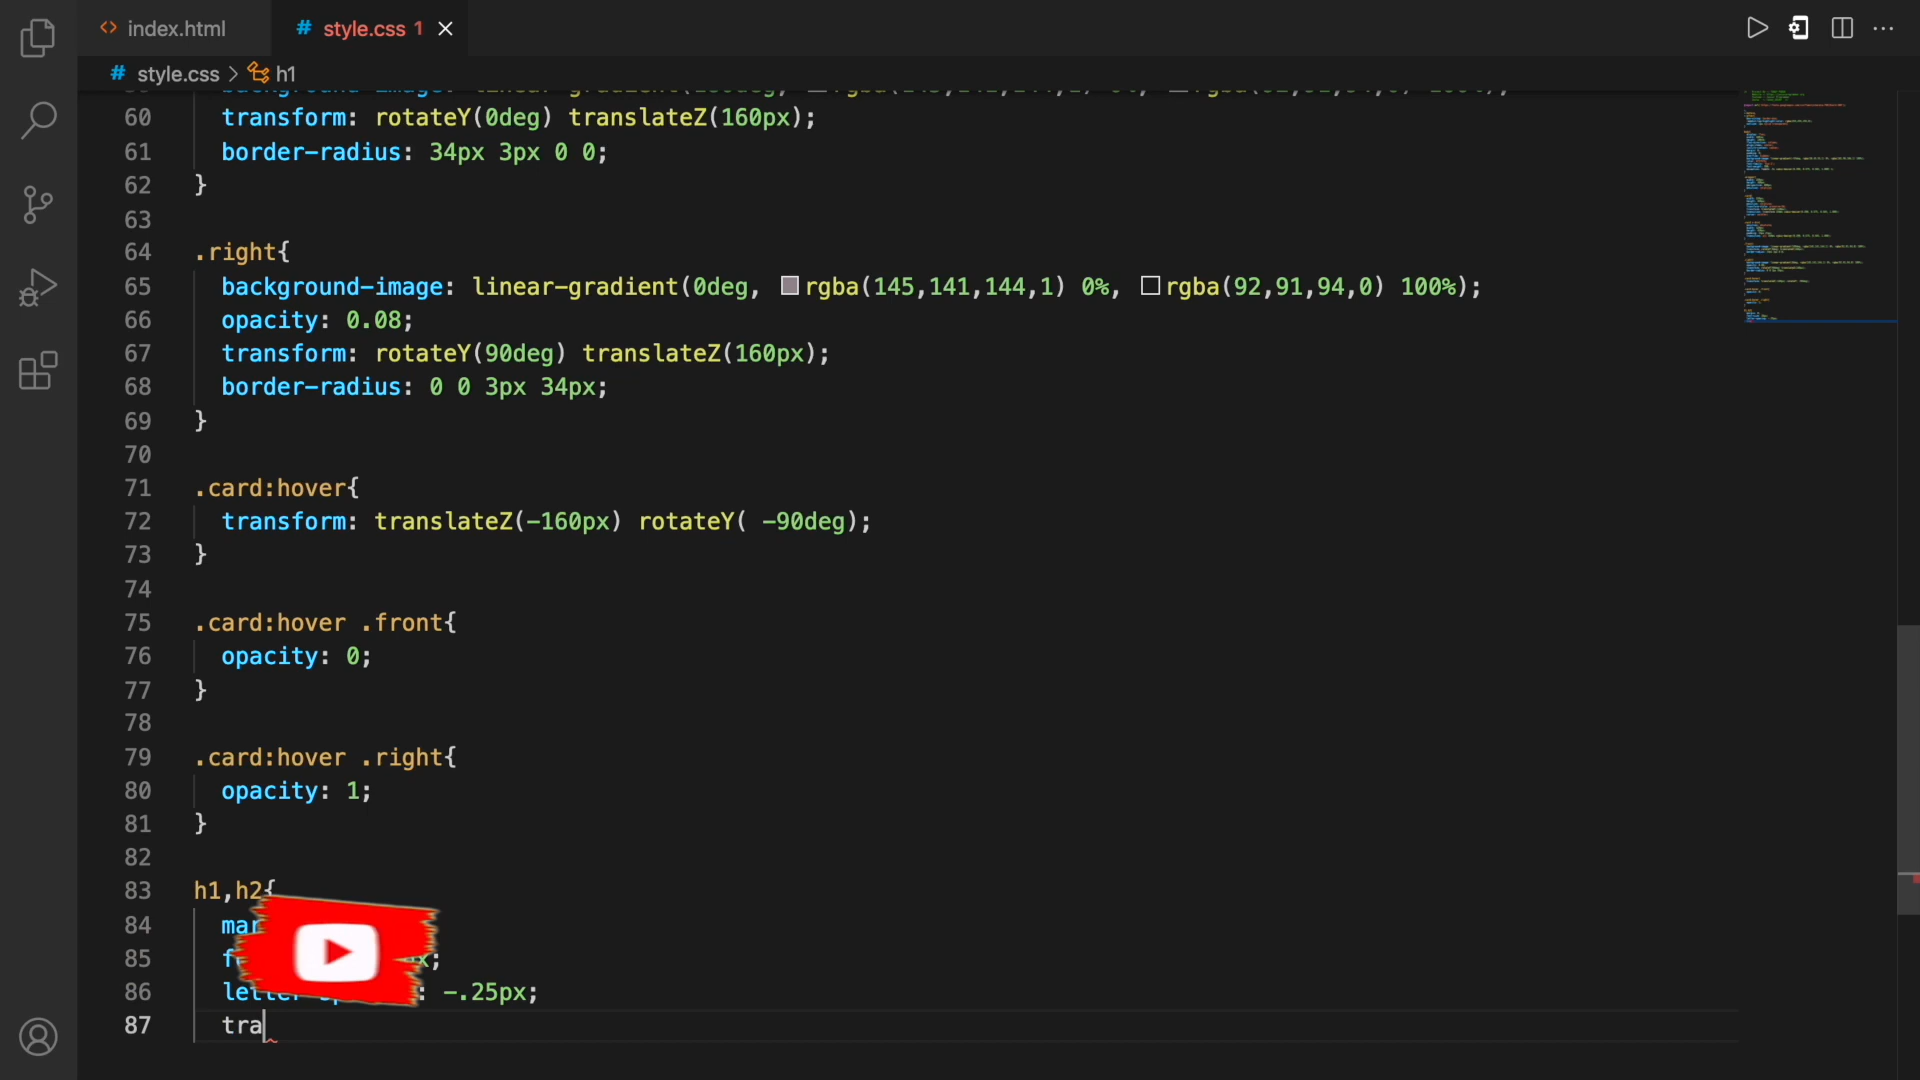 index.html
style.css 1
style.css > h1
60 transform: rotateY(0deg) translateZ(160px);
61 border-radius: 34px 3px 0 0;
62 }
63
64 .right{
65 background-image: linear-gradient(0deg, rgba(145,141,144,1) 0%, rgba(92,91,94,0) 100%);
66 opacity: 0.08;
67 transform: rotateY(90deg) translateZ(160px);
68 border-radius: 0 0 3px 34px;
69 }
70
71 .card:hover{
72 transform: translateZ(-160px) rotateY( -90deg);
73 }
74
75 .card:hover .front{
76 opacity: 0;
77 }
78
79 .card:hover .right{
80 opacity: 1;
81 }
82
83 h1,h2{
84
85
86 : -.25px;
87 tra